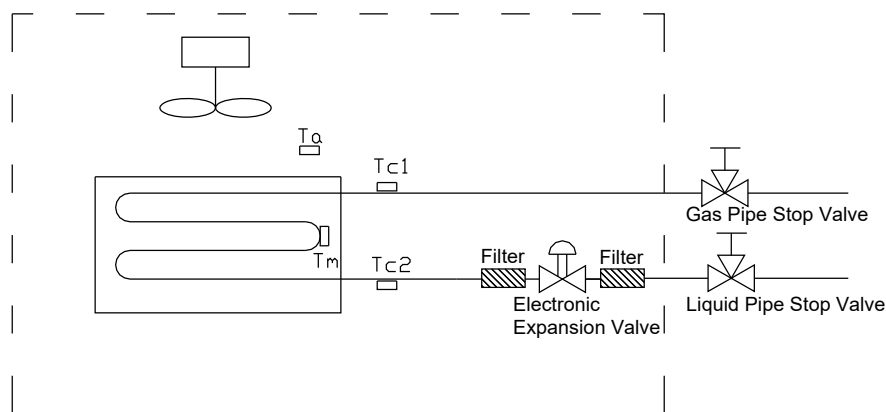 Ta
Tc1
Gas Pipe Stop Valve
Tm
Tc2
Filter
Filter
Electronic
Expansion Valve
Liquid Pipe Stop Valve